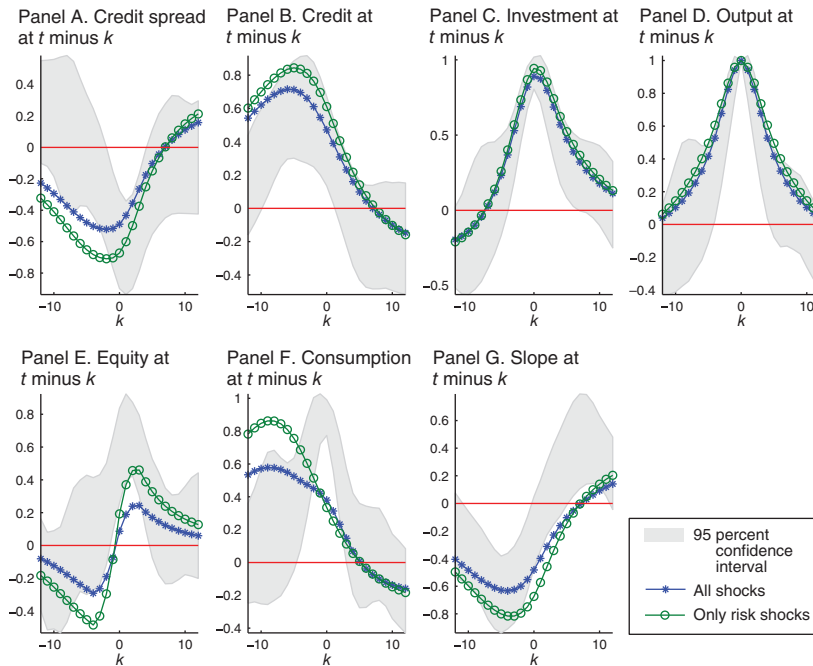 Panel A. Credit spread
at t minus k
0.4
0.2
0
−0.2
−0.4
−0.6
−0.8
−10
0
10
k
Panel B. Credit at
t minus k
0.8
0.6
0.4
0.2
0
−0.2
−0.4
−10
0
10
k
Panel C. Investment at
t minus k
1
0.5
0
−0.5
−10
0
10
k
Panel D. Output at
t minus k
1
0.8
0.6
0.4
0.2
0
−0.2
−0.4
−10
0
10
k
Panel E. Equity at
t minus k
0.8
0.6
0.4
0.2
0
−0.2
−0.4
−10
0
10
k
Panel F. Consumption
at t minus k
1
0.8
0.6
0.4
0.2
0
−0.2
−0.4
−10
0
10
k
Panel G. Slope at
t minus k
0.6
0.4
0.2
0
−0.2
−0.4
−0.6
−0.8
−10
0
10
k
95 percent
confidence
interval
All shocks
Only risk shocks